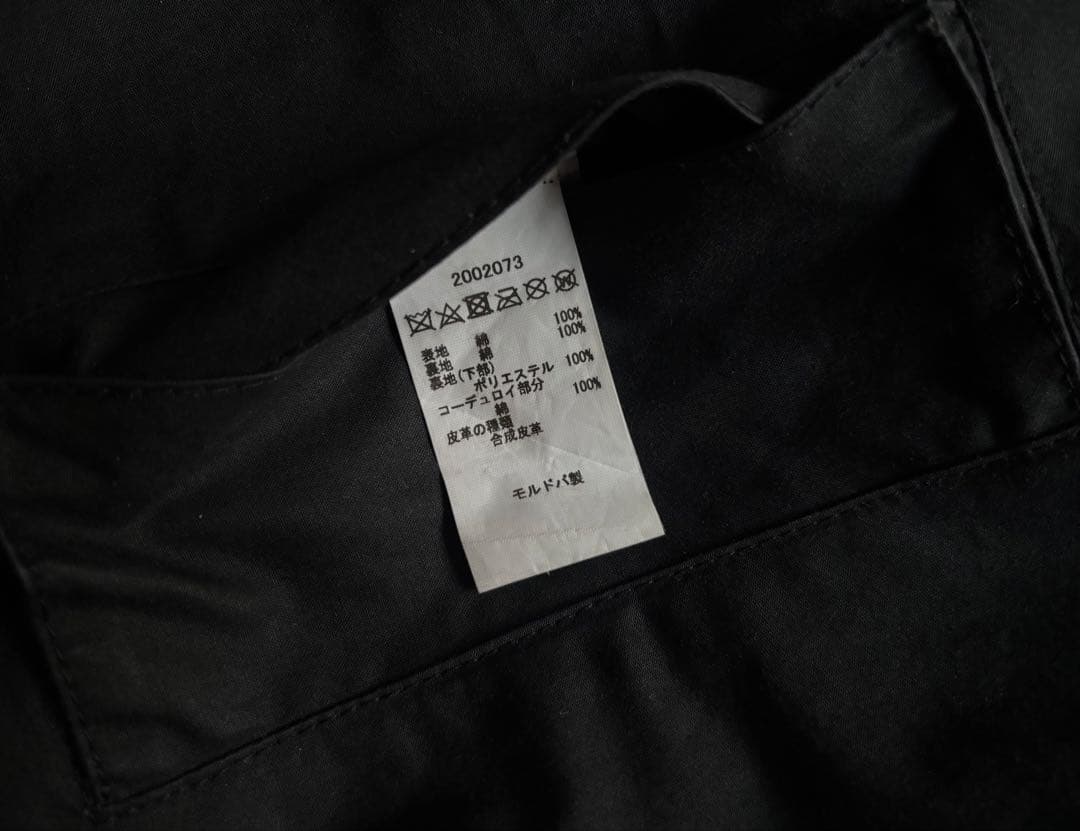 2002073
表地 綿 100%
裏地 綿 100%
裏地(下部)
ポリエステル 100%
コーデュロイ部分
綿 100%
皮革の種類
合成皮革
モルドバ製